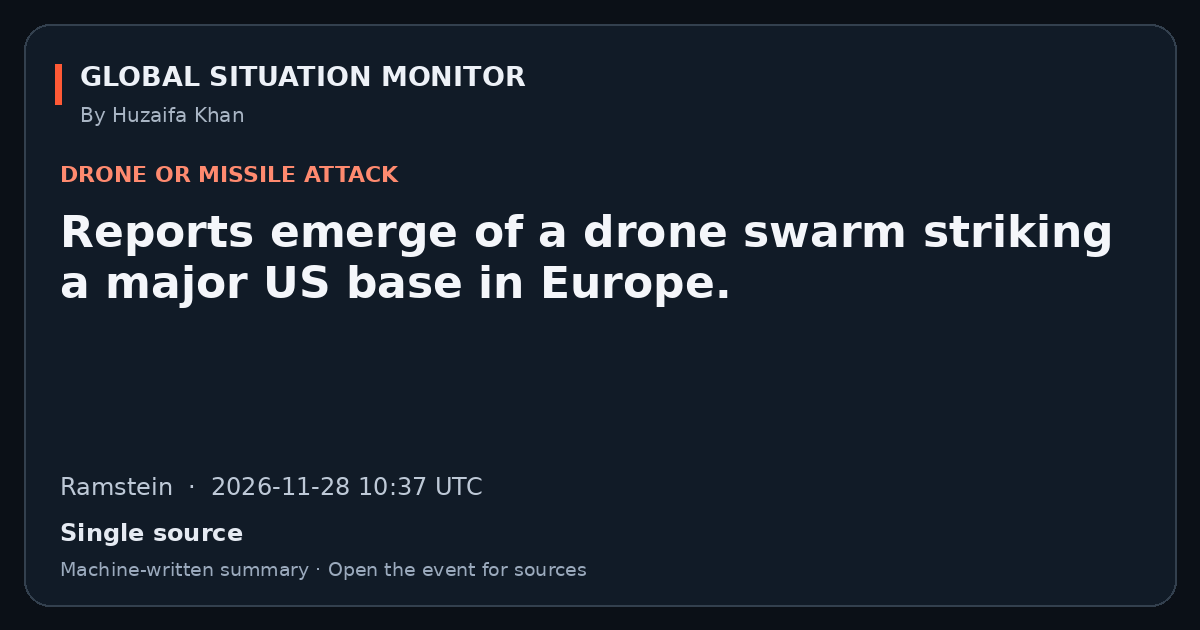 GLOBAL SITUATION MONITOR
By Huzaifa Khan
DRONE OR MISSILE ATTACK
Reports emerge of a drone swarm striking
a major US base in Europe.
Ramstein · 2026-11-28 10:37 UTC
Single source
Machine-written summary · Open the event for sources